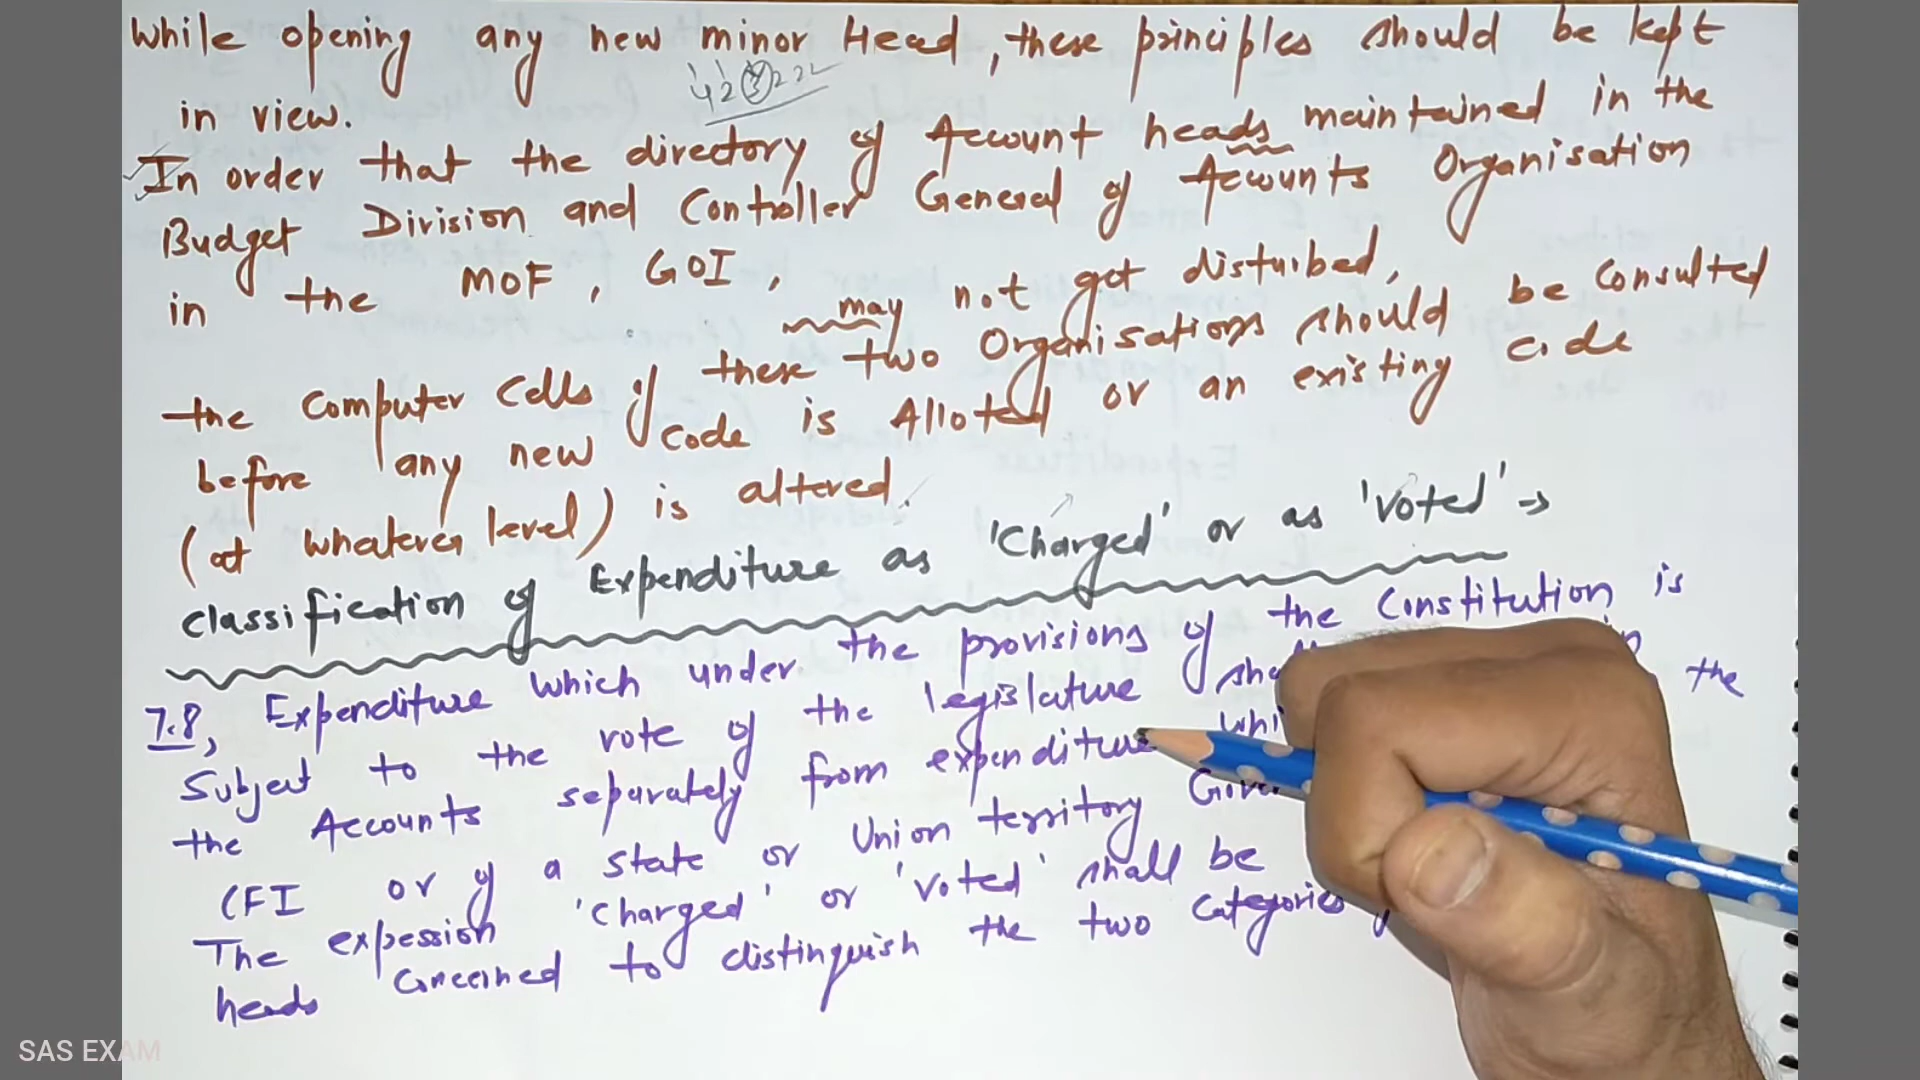 While opening any new minor Head, these principles should be kept
in view.
In order that the directory of Account heads maintained in the
Budget Division and Controller General of Accounts Organisation
in the MOF, GOI, may not get disturbed,
the computer cells of these two Organisations should be consulted
before any new code is Alloted or an existing code
(at whatever level) is altered.
classification of Expenditure as 'Charged' or as 'Voted' →
7.8, Expenditure which under the provisions of the Constitution is
Subject to the vote of the legislature in
the Accounts separately from expenditure the
CFI or of a state or Union territory
The expession 'charged' or 'voted' shall be
heads concerned to distinguish the two categories
SAS EXAM